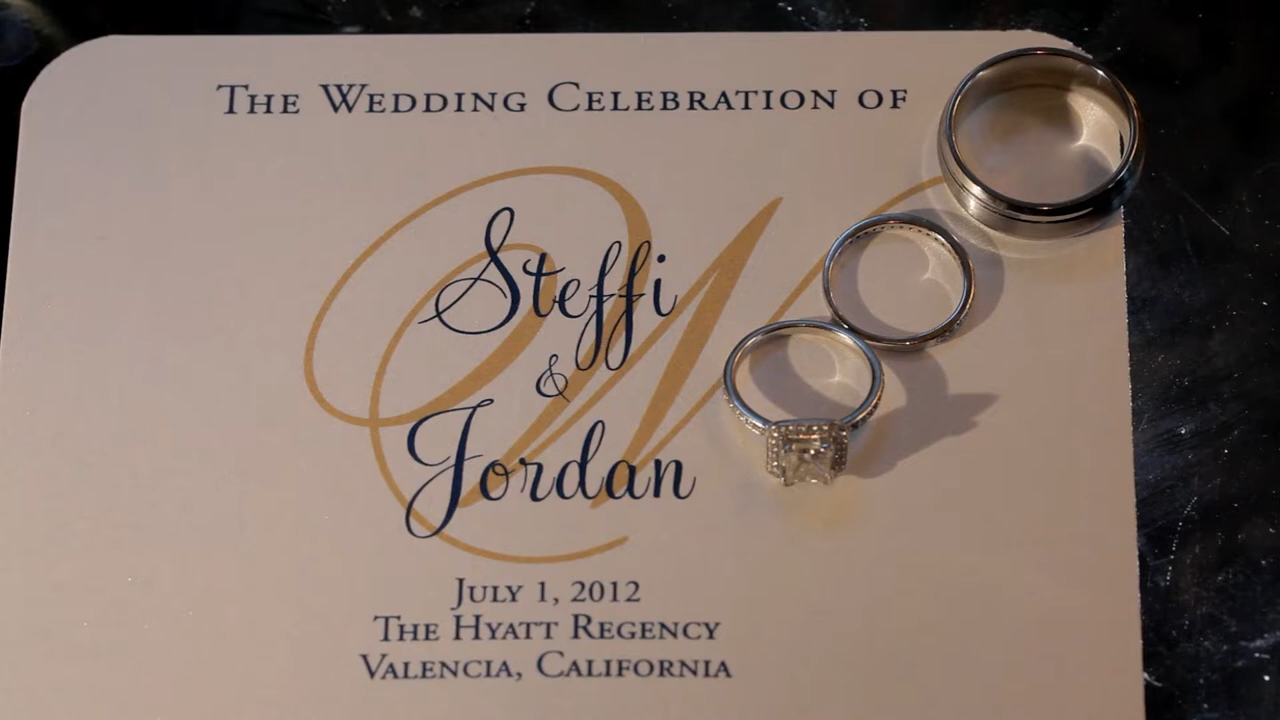 The Wedding Celebration of
W
Steffi
&
Jordan
July 1, 2012
The Hyatt Regency
Valencia, California